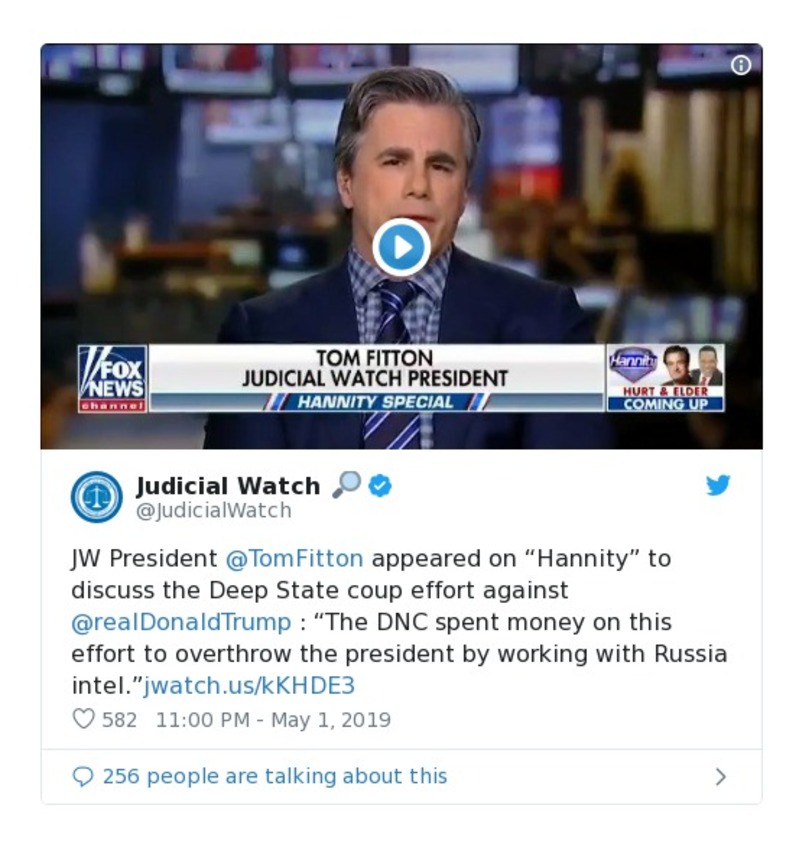 FOX
NEWS
channel
TOM FITTON
JUDICIAL WATCH PRESIDENT
HANNITY SPECIAL
Hannity
HURT & ELDER
COMING UP
Judicial Watch
@JudicialWatch
JW President @TomFitton appeared on “Hannity” to
discuss the Deep State coup effort against
@realDonaldTrump : “The DNC spent money on this
effort to overthrow the president by working with Russia
intel.”jwatch.us/kKHDE3
582 11:00 PM - May 1, 2019
256 people are talking about this